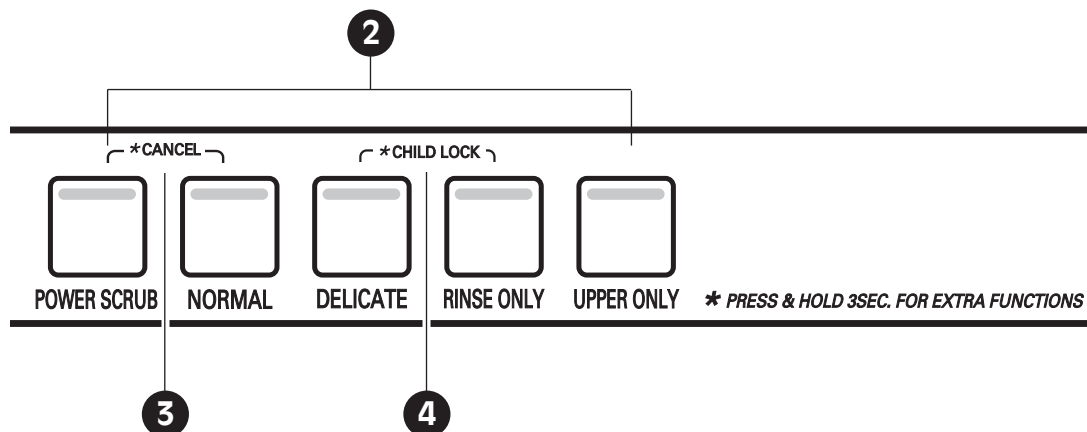 2
*CANCEL *CHILD LOCK
POWER SCRUB NORMAL DELICATE RINSE ONLY UPPER ONLY * PRESS & HOLD 3SEC. FOR EXTRA FUNCTIONS
3 4